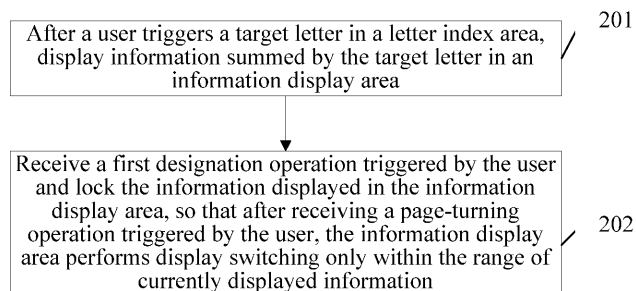 201
After a user triggers a target letter in a letter index area,
display information summed by the target letter in an
information display area
Receive a first designation operation triggered by the user
and lock the information displayed in the information
display area, so that after receiving a page-turning
operation triggered by the user, the information display
area performs display switching only within the range of
currently displayed information
202